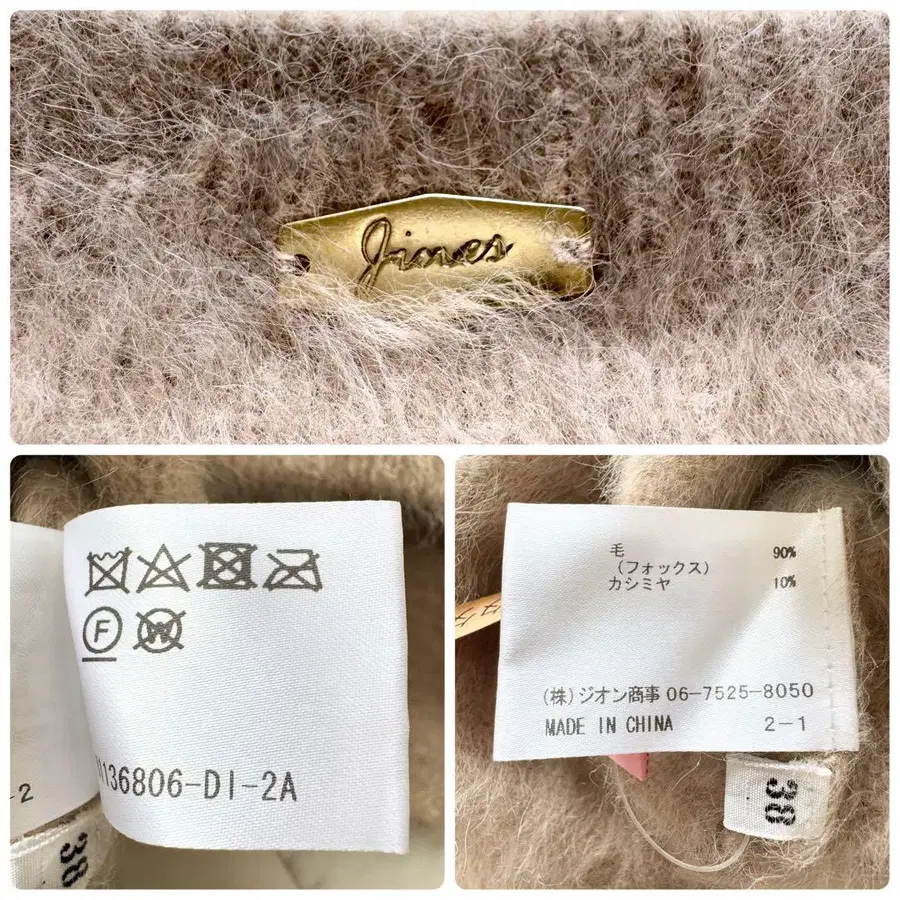 Jines
F
W
136806-DI-2A
-2
38
毛 90%
(フォックス)
カシミヤ 10%
(株)ジオン商事 06-7525-8050
MADE IN CHINA 2-1
38